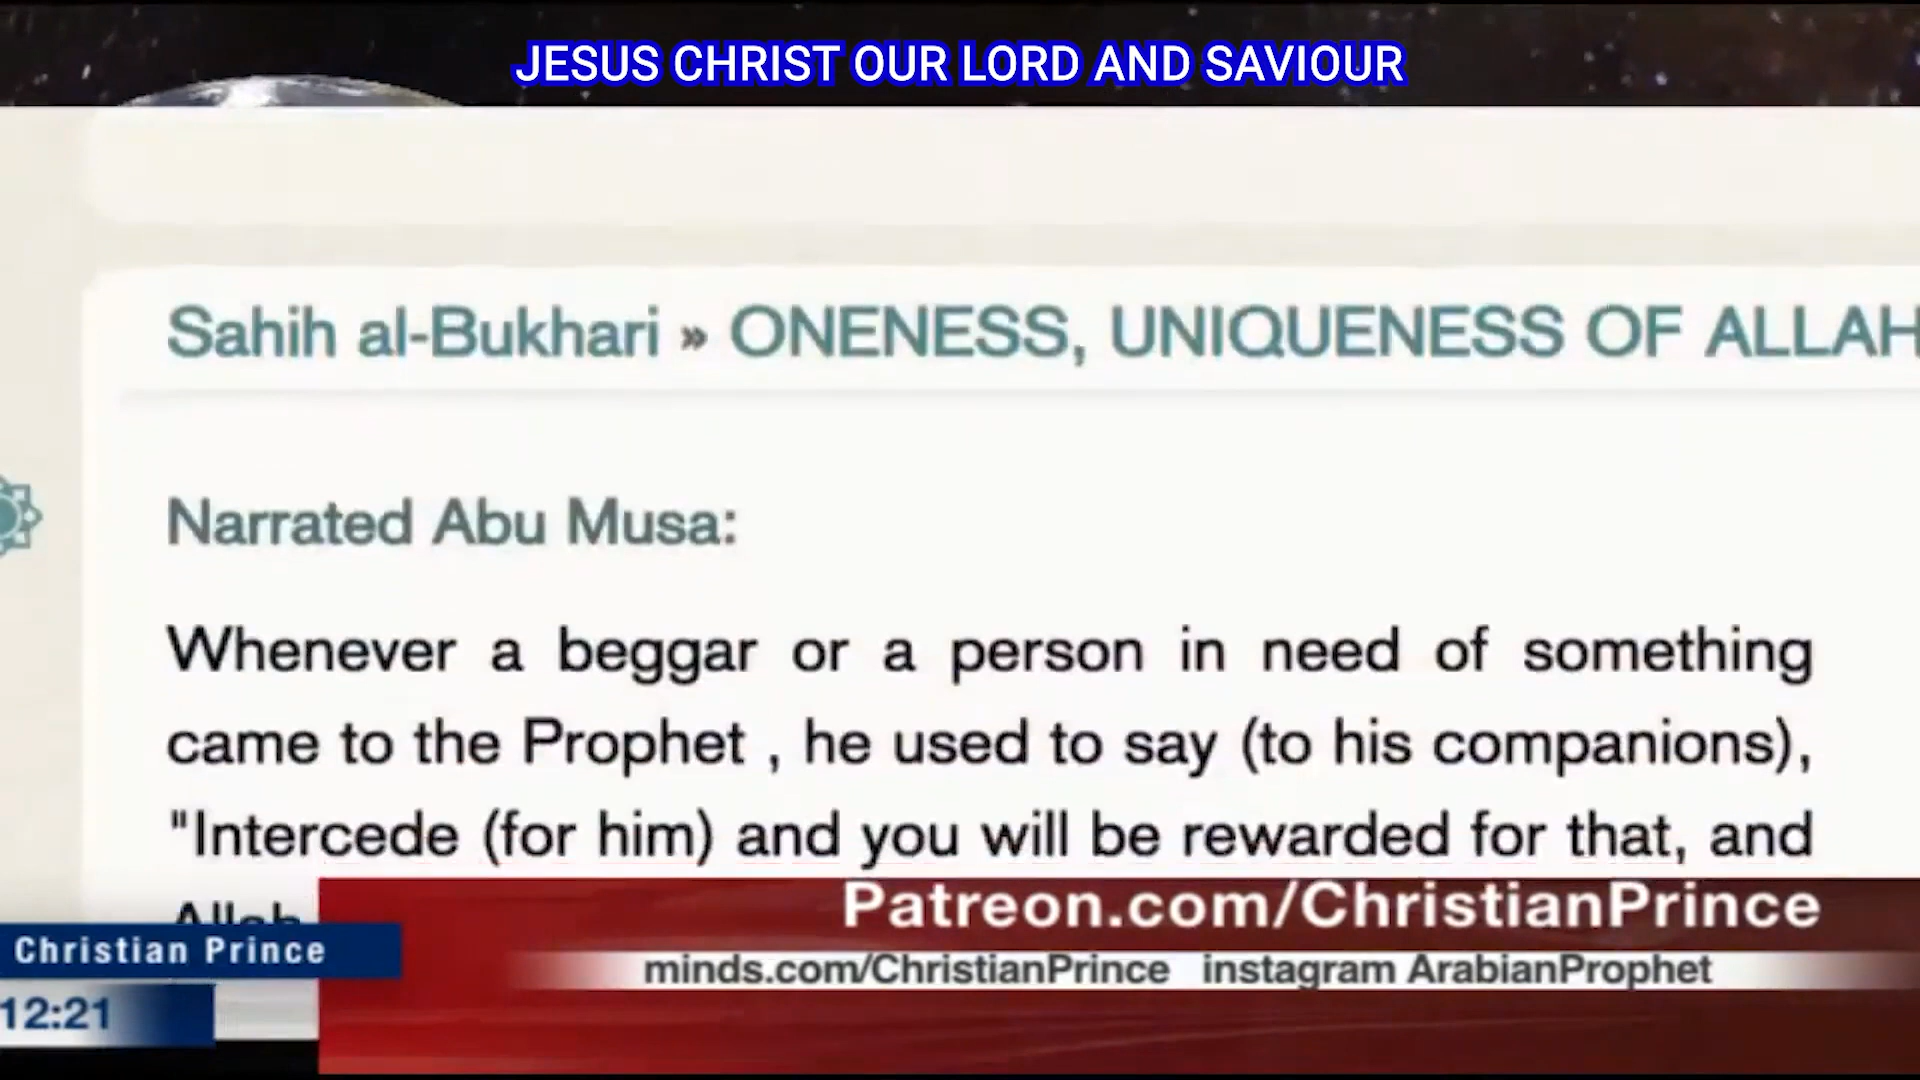 JESUS CHRIST OUR LORD AND SAVIOUR
Sahih al-Bukhari » ONENESS, UNIQUENESS OF ALLAH
Narrated Abu Musa:
Whenever a beggar or a person in need of something
came to the Prophet , he used to say (to his companions),
"Intercede (for him) and you will be rewarded for that, and
Allah
Patreon.com/ChristianPrince
Christian Prince
minds.com/ChristianPrince instagram ArabianProphet
12:21